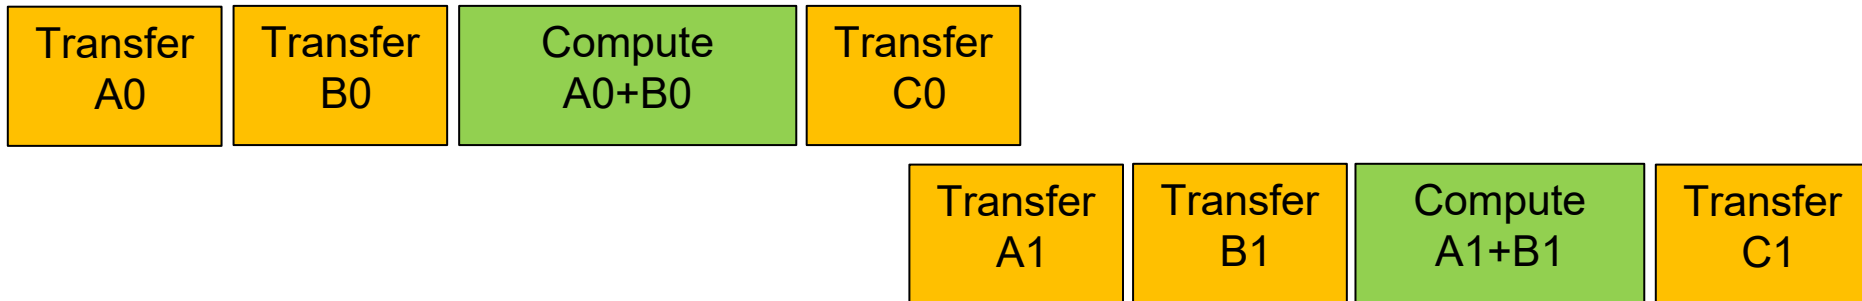 Transfer
A0
Transfer
B0
Compute
A0+B0
Transfer
C0
Transfer
A1
Transfer
B1
Compute
A1+B1
Transfer
C1